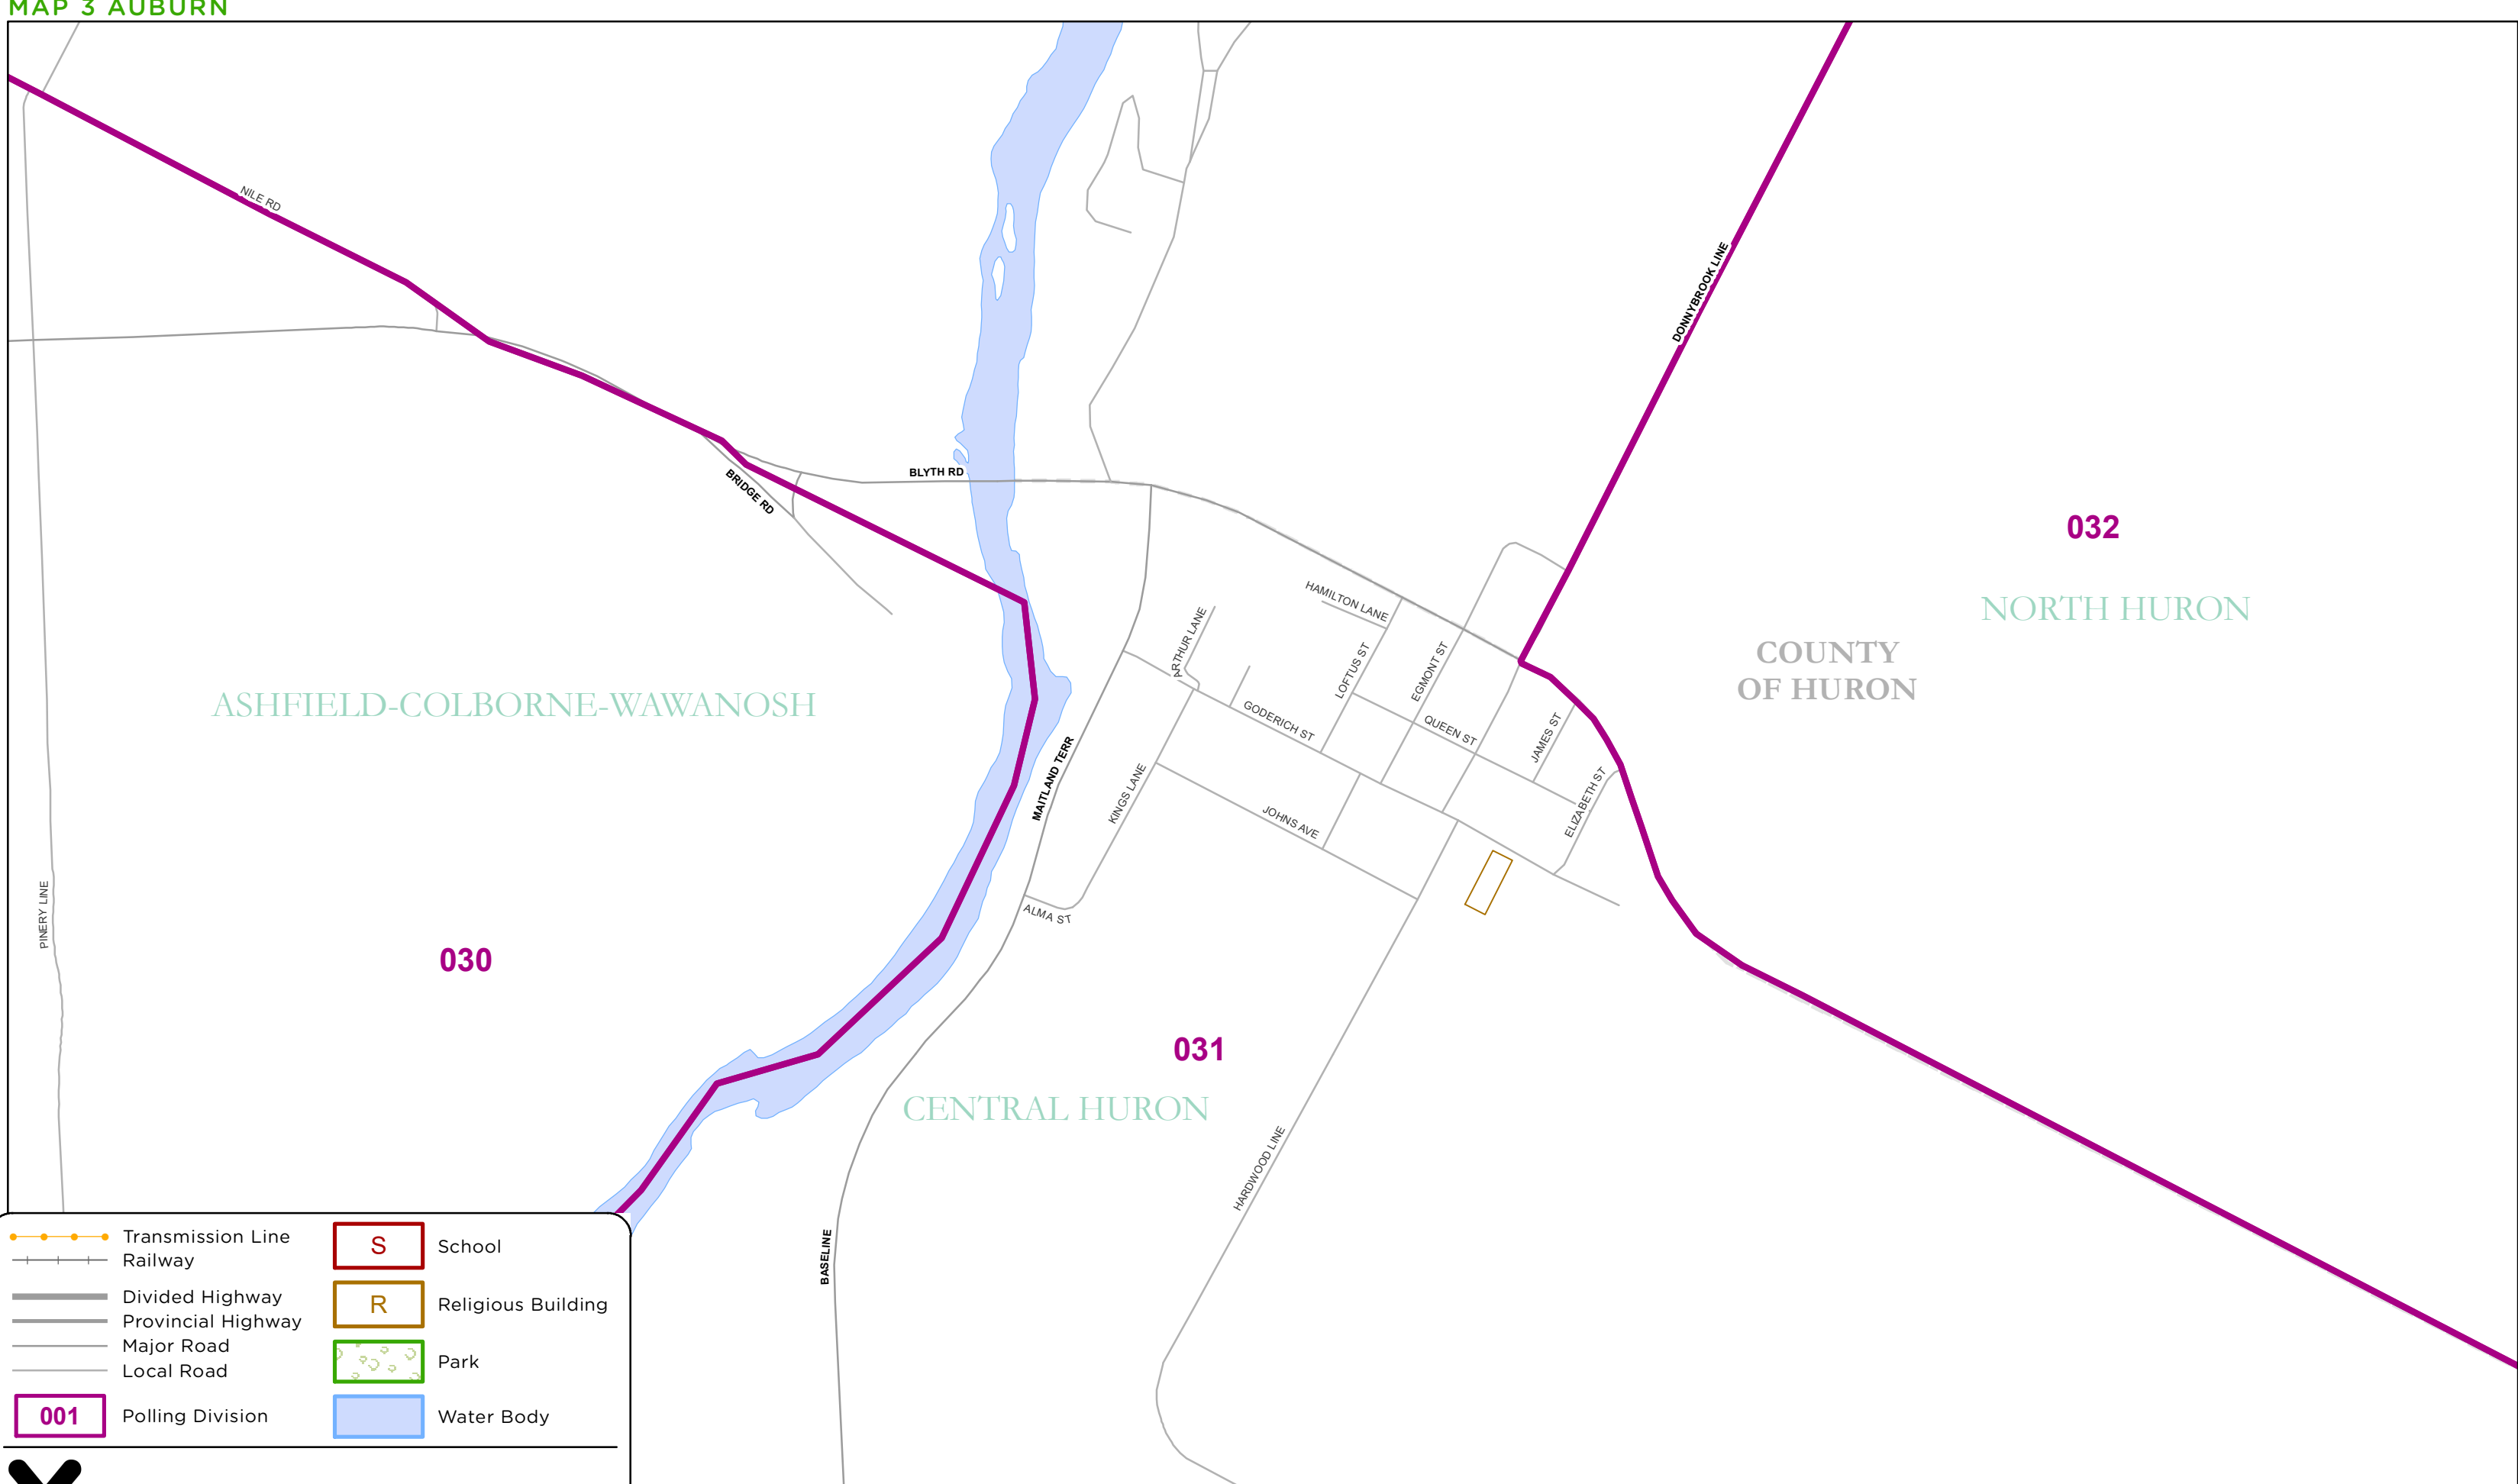 MAP 3 AUBURN
NILE RD
DONNYBROOK LINE
BLYTH RD
BRIDGE RD
032
NORTH HURON
COUNTY
OF HURON
HAMILTON LANE
ARTHUR LANE
LOFTUS ST
EGMONT ST
ASHFIELD-COLBORNE-WAWANOSH
GODERICH ST
QUEEN ST
JAMES ST
MAITLAND TERR
KINGS LANE
JOHNS AVE
ELIZABETH ST
PINERY LINE
ALMA ST
030
031
CENTRAL HURON
HARDWOOD LINE
BASELINE
Transmission Line
Railway
Divided Highway
Provincial Highway
Major Road
Local Road
001 Polling Division
S School
R Religious Building
Park
Water Body